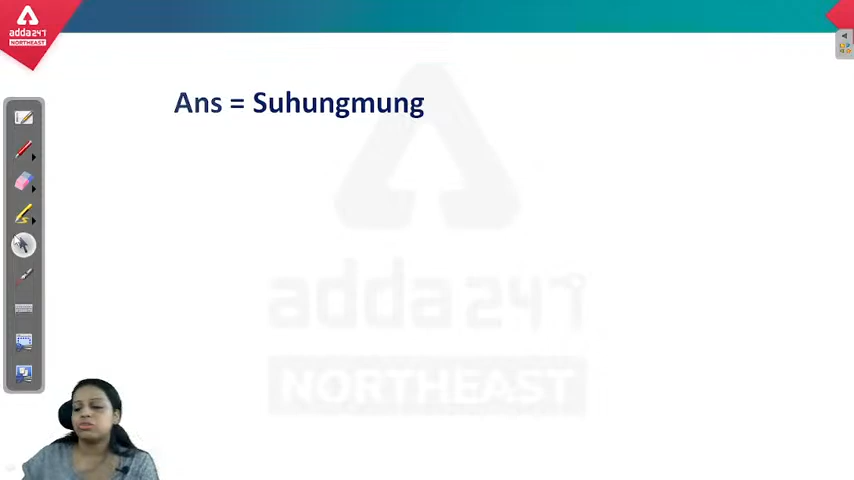 adda247
NORTHEAST
Ans = Suhungmung
adda247
NORTHEAST